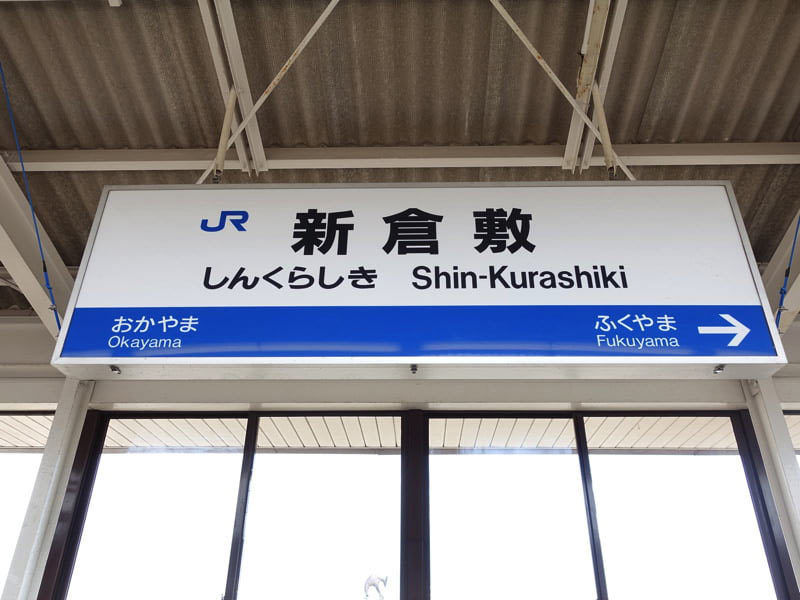 JR 新倉敷
しんくらしき Shin-Kurashiki
おかやま ふくやま →
Okayama Fukuyama